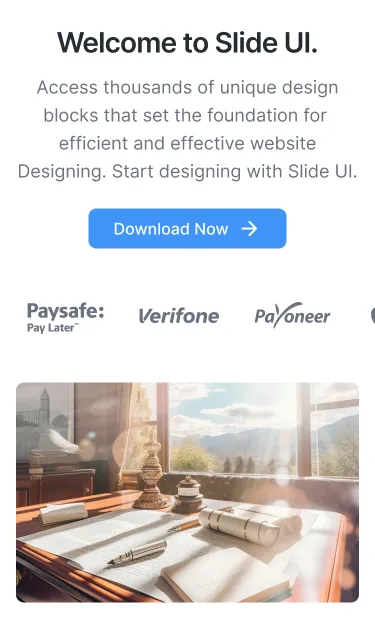 Welcome to Slide UI.
Access thousands of unique design
blocks that set the foundation for
efficient and effective website
Designing. Start designing with Slide UI.
Download Now
Paysafe:
Pay Later™
Verifone
Payoneer